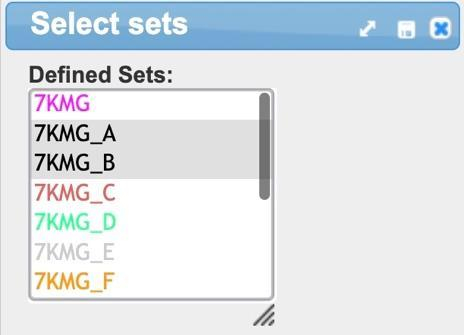 Select sets
Defined Sets:
7KMG
7KMG_A
7KMG_B
7KMG_C
7KMG_D
7KMG_E
7KMG_F